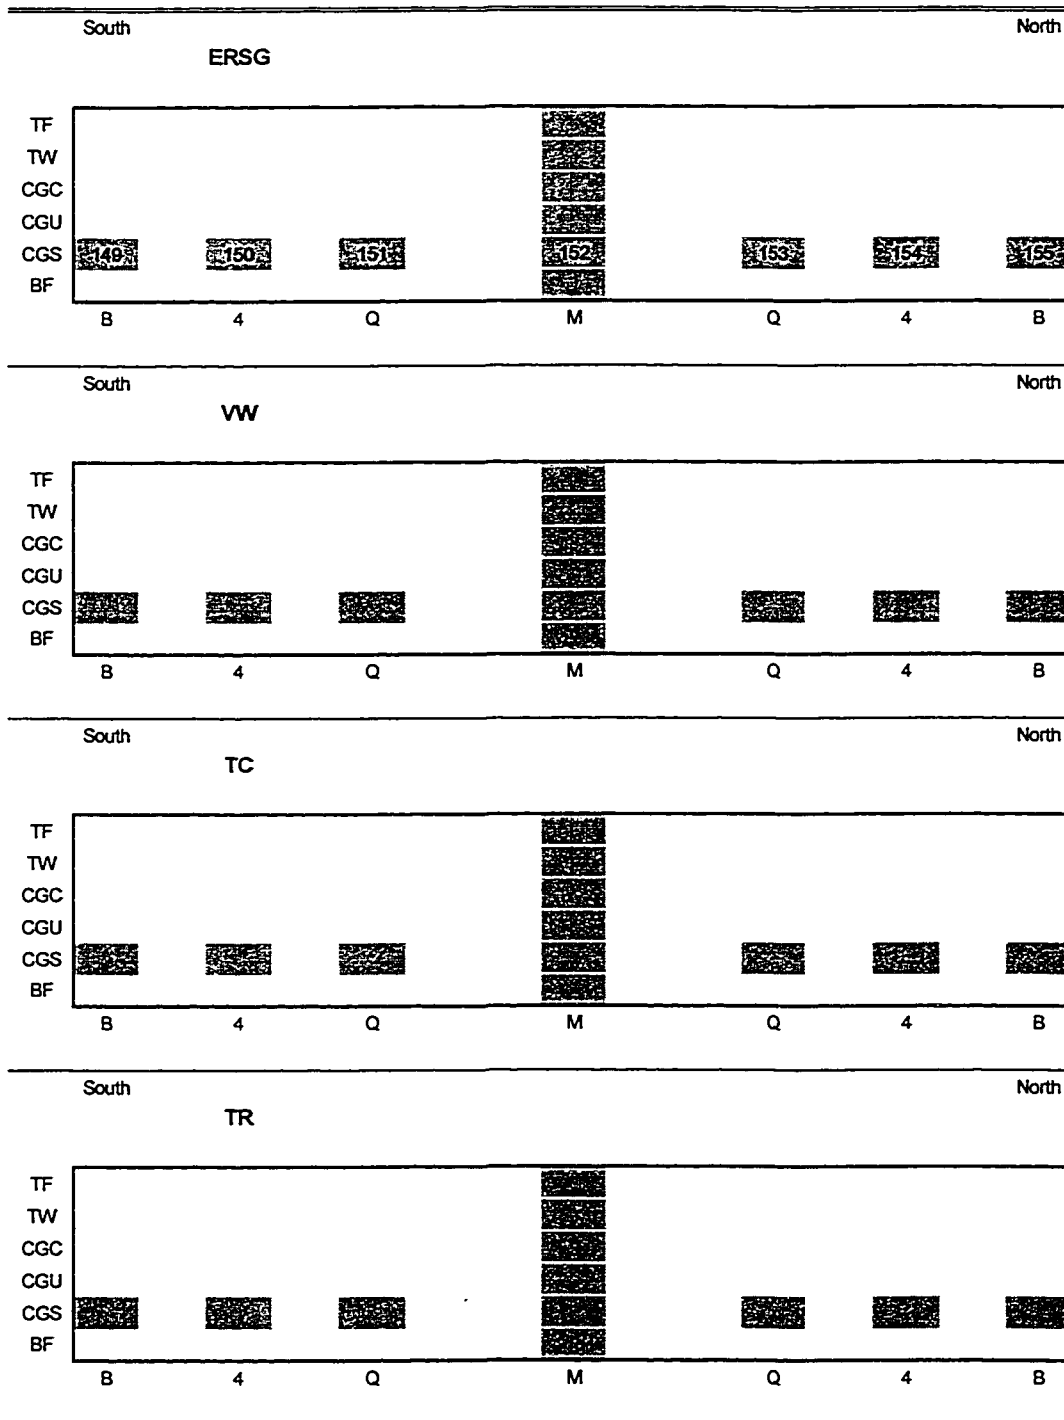 South North
ERSG
TF
TW
CGC
CGU
CGS 149 150 151 152 153 154 155
BF
B 4 Q M Q 4 B
South North
VW
TF
TW
CGC
CGU
CGS
BF
B 4 Q M Q 4 B
South North
TC
TF
TW
CGC
CGU
CGS
BF
B 4 Q M Q 4 B
South North
TR
TF
TW
CGC
CGU
CGS
BF
B 4 Q M Q 4 B